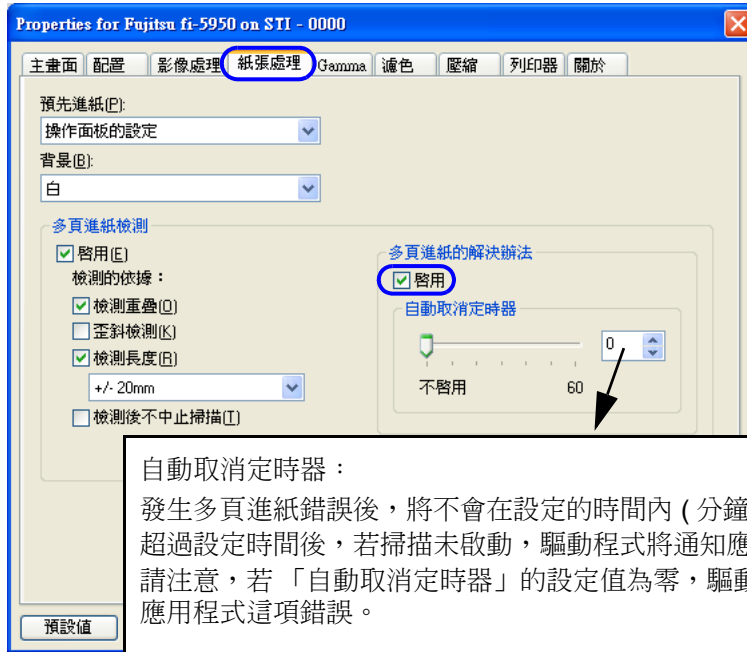 Properties for Fujitsu fi-5950 on STI - 0000
主畫面 配置 影像處理 紙張處理 Gamma 濾色 壓縮 列印器 關於
預先進紙(P):
操作面板的設定
背景(B):
白
多頁進紙檢測
啓用(E)
檢測的依據：
檢測重疊(O)
歪斜檢測(K)
檢測長度(R)
+/- 20mm
檢測後不中止掃描(T)
多頁進紙的解決辦法
啓用
自動取消定時器
0
不啓用 60
自動取消定時器：
發生多頁進紙錯誤後，將不會在設定的時間內 ( 分鐘
超過設定時間後，若掃描未啟動，驅動程式將通知應
請注意，若 「自動取消定時器」的設定值為零，驅動
應用程式這項錯誤。
預設值